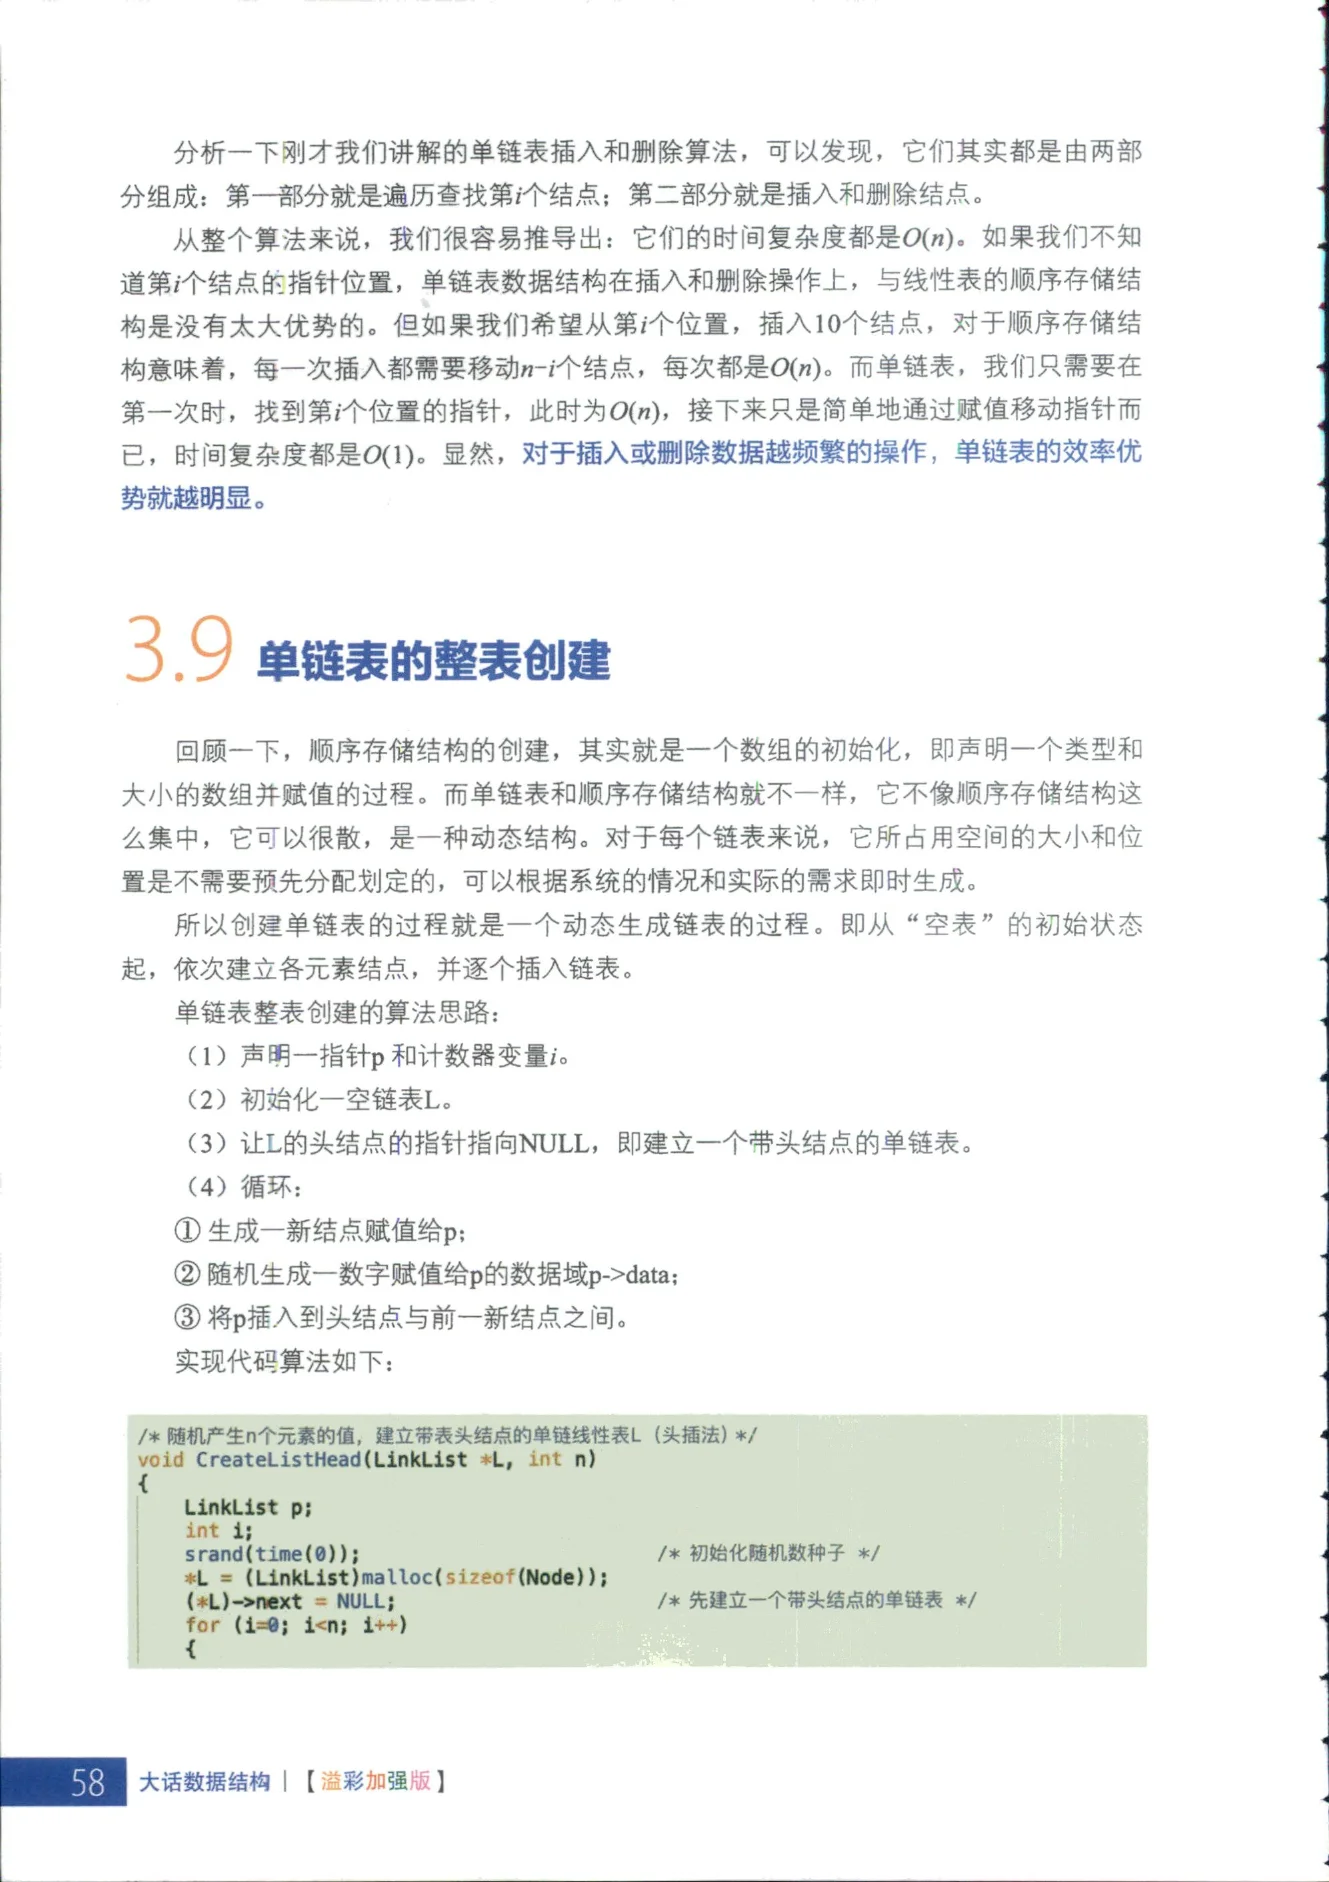 分析一下刚才我们讲解的单链表插入和删除算法，可以发现，它们其实都是由两部
分组成：第一部分就是遍历查找第i个结点；第二部分就是插入和删除结点。
从整个算法来说，我们很容易推导出：它们的时间复杂度都是O(n)。如果我们不知
道第i个结点的指针位置，单链表数据结构在插入和删除操作上，与线性表的顺序存储结
构是没有太大优势的。但如果我们希望从第i个位置，插入10个结点，对于顺序存储结
构意味着，每一次插入都需要移动n-i个结点，每次都是O(n)。而单链表，我们只需要在
第一次时，找到第i个位置的指针，此时为O(n)，接下来只是简单地通过赋值移动指针而
已，时间复杂度都是O(1)。显然，对于插入或删除数据越频繁的操作，单链表的效率优
势就越明显。
3.9 单链表的整表创建
回顾一下，顺序存储结构的创建，其实就是一个数组的初始化，即声明一个类型和
大小的数组并赋值的过程。而单链表和顺序存储结构就不一样，它不像顺序存储结构这
么集中，它可以很散，是一种动态结构。对于每个链表来说，它所占用空间的大小和位
置是不需要预先分配划定的，可以根据系统的情况和实际的需求即时生成。
所以创建单链表的过程就是一个动态生成链表的过程。即从“空表”的初始状态
起，依次建立各元素结点，并逐个插入链表。
单链表整表创建的算法思路：
（1）声明一指针p 和计数器变量i。
（2）初始化一空链表L。
（3）让L的头结点的指针指向NULL，即建立一个带头结点的单链表。
（4）循环：
① 生成一新结点赋值给p；
② 随机生成一数字赋值给p的数据域p->data；
③ 将p插入到头结点与前一新结点之间。
实现代码算法如下：
/* 随机产生n个元素的值，建立带表头结点的单链线性表L（头插法）*/
void CreateListHead(LinkList *L, int n)
{
    LinkList p;
    int i;
    srand(time(0));    /* 初始化随机数种子 */
    *L = (LinkList)malloc(sizeof(Node));
    (*L)->next = NULL;    /* 先建立一个带头结点的单链表 */
    for (i=0; i<n; i++)
    {
58 大话数据结构 | 【溢彩加强版】